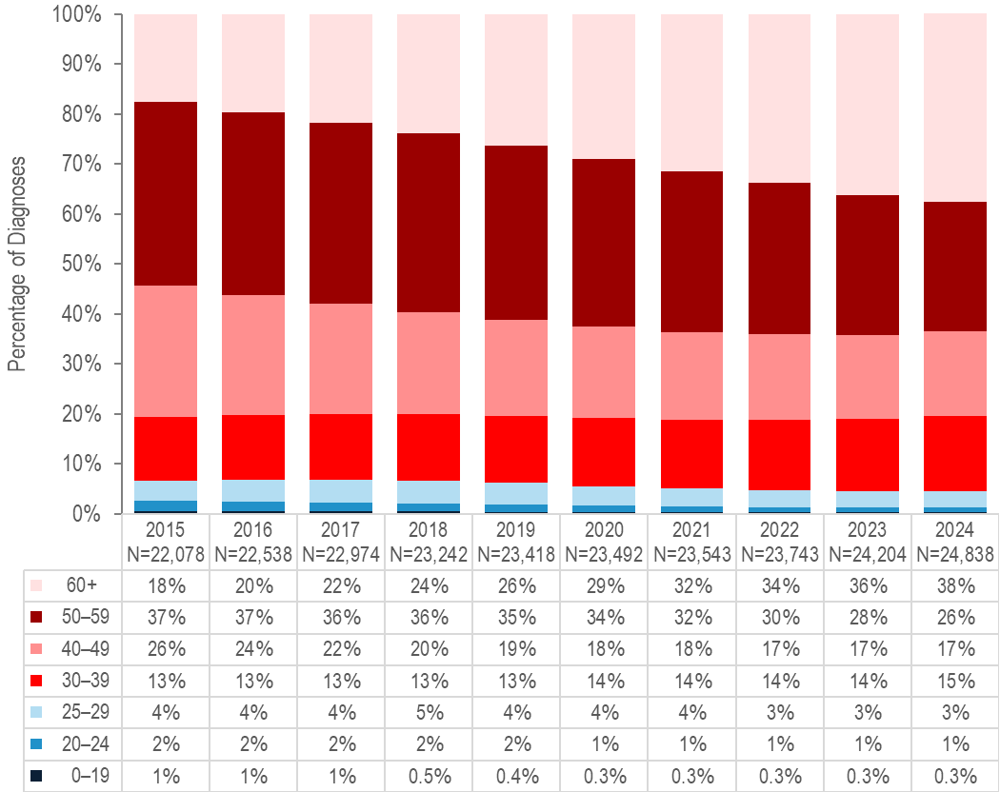 100%
90%
80%
70%
60%
50%
40%
30%
20%
10%
0%
Percentage of Diagnoses
2015 2016 2017 2018 2019 2020 2021 2022 2023 2024
N=22,078 N=22,538 N=22,974 N=23,242 N=23,418 N=23,492 N=23,543 N=23,743 N=24,204 N=24,838
60+ 18% 20% 22% 24% 26% 29% 32% 34% 36% 38%
50–59 37% 37% 36% 36% 35% 34% 32% 30% 28% 26%
40–49 26% 24% 22% 20% 19% 18% 18% 17% 17% 17%
30–39 13% 13% 13% 13% 13% 14% 14% 14% 14% 15%
25–29 4% 4% 4% 5% 4% 4% 4% 3% 3% 3%
20–24 2% 2% 2% 2% 2% 1% 1% 1% 1% 1%
0–19 1% 1% 1% 0.5% 0.4% 0.3% 0.3% 0.3% 0.3% 0.3%